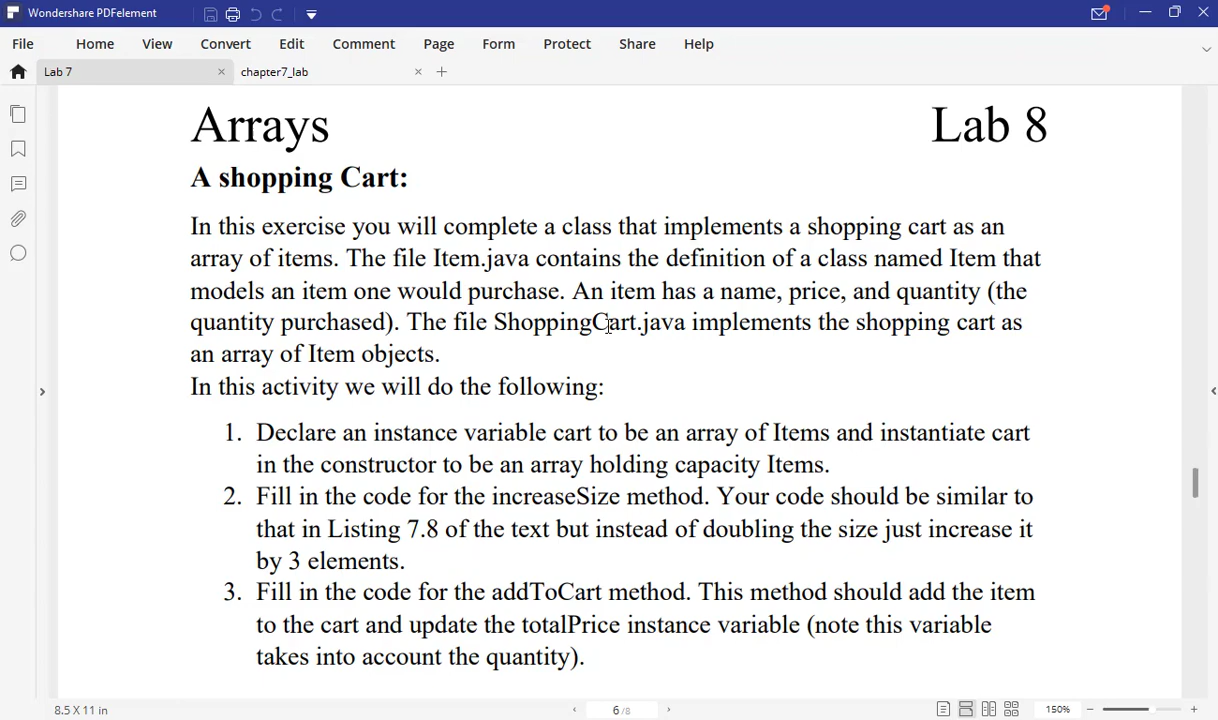 Wondershare PDFelement
File Home View Convert Edit Comment Page Form Protect Share Help
Lab 7 × chapter7_lab × +
Arrays Lab 8
A shopping Cart:
In this exercise you will complete a class that implements a shopping cart as an
array of items. The file Item.java contains the definition of a class named Item that
models an item one would purchase. An item has a name, price, and quantity (the
quantity purchased). The file ShoppingCart.java implements the shopping cart as
an array of Item objects.
In this activity we will do the following:
1. Declare an instance variable cart to be an array of Items and instantiate cart
in the constructor to be an array holding capacity Items.
2. Fill in the code for the increaseSize method. Your code should be similar to
that in Listing 7.8 of the text but instead of doubling the size just increase it
by 3 elements.
3. Fill in the code for the addToCart method. This method should add the item
to the cart and update the totalPrice instance variable (note this variable
takes into account the quantity).
8.5 X 11 in 6 /8 150%